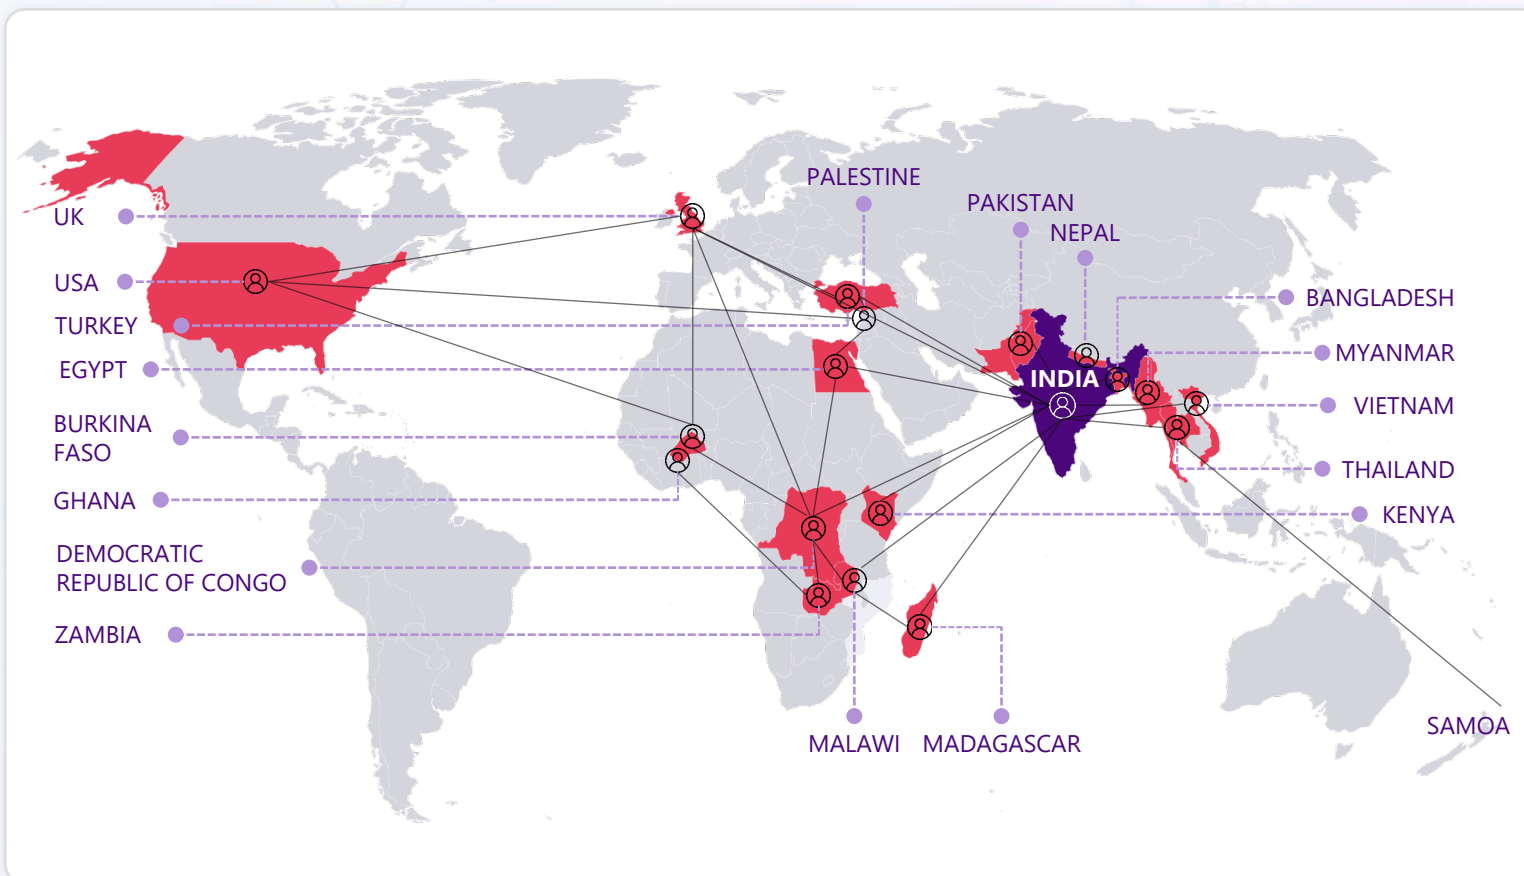 PALESTINE
PAKISTAN
NEPAL
UK
USA
TURKEY
EGYPT
BURKINA
FASO
GHANA
DEMOCRATIC
REPUBLIC OF CONGO
ZAMBIA
INDIA
BANGLADESH
MYANMAR
VIETNAM
THAILAND
KENYA
SAMOA
MALAWI
MADAGASCAR